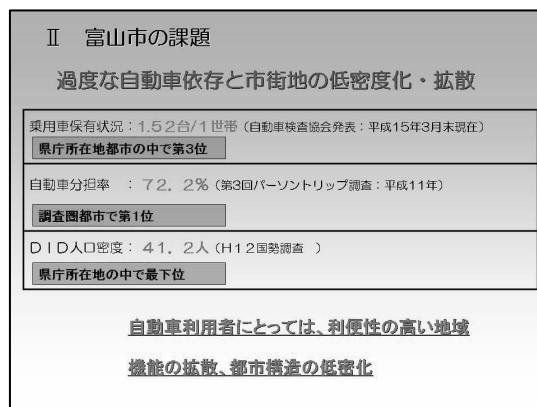 Ⅱ 富山市の課題
過度な自動車依存と市街地の低密度化・拡散
乗用車保有状況：1.52台/1世帯（自動車検査協会発表：平成15年3月末現在）
県庁所在地都市の中で第3位
自動車分担率 ：７２．２%（第3回パーソントリップ調査：平成11年）
調査圏都市で第1位
ＤＩＤ人口密度：４１．２人（H１２国勢調査 ）
県庁所在地の中で最下位
自動車利用者にとっては、利便性の高い地域
機能の拡散、都市構造の低密化